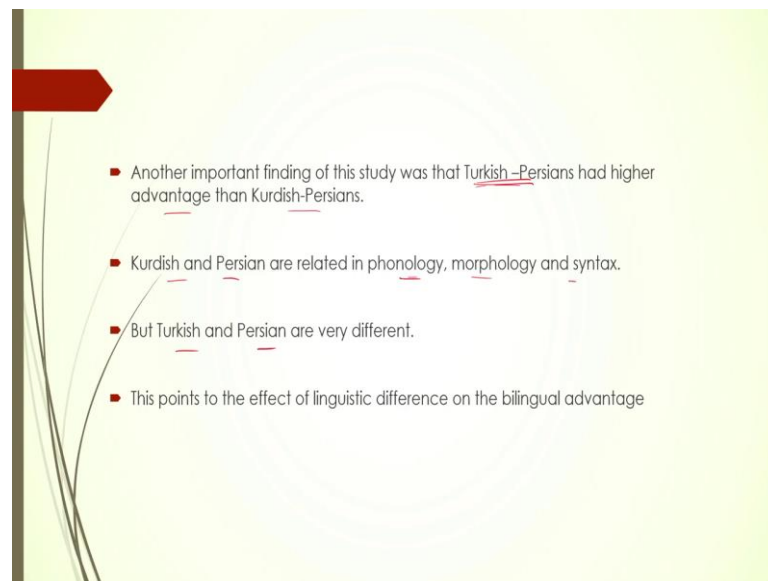 Another important finding of this study was that Turkish –Persians had higher
advantage than Kurdish-Persians.
Kurdish and Persian are related in phonology, morphology and syntax.
But Turkish and Persian are very different.
This points to the effect of linguistic difference on the bilingual advantage